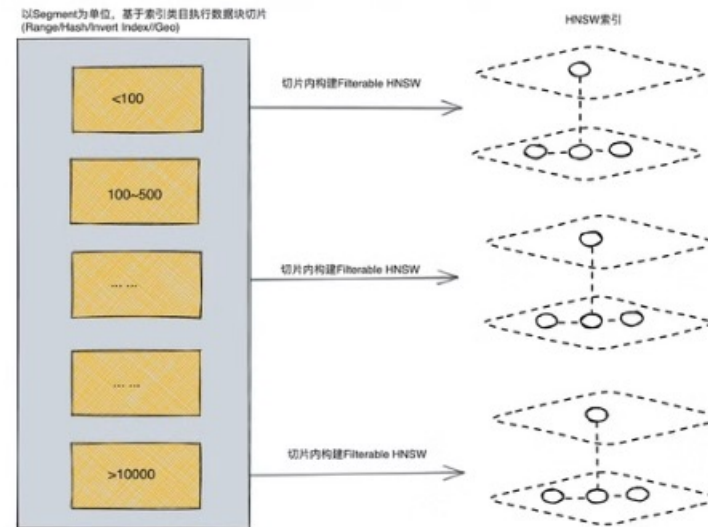 以Segment为单位，基于索引类目执行数据块切片
(Range/Hash/Invert Index//Geo)
HNSW索引
<100
切片内构建Filterable HNSW
100~500
... ...
切片内构建Filterable HNSW
... ...
>10000
切片内构建Filterable HNSW